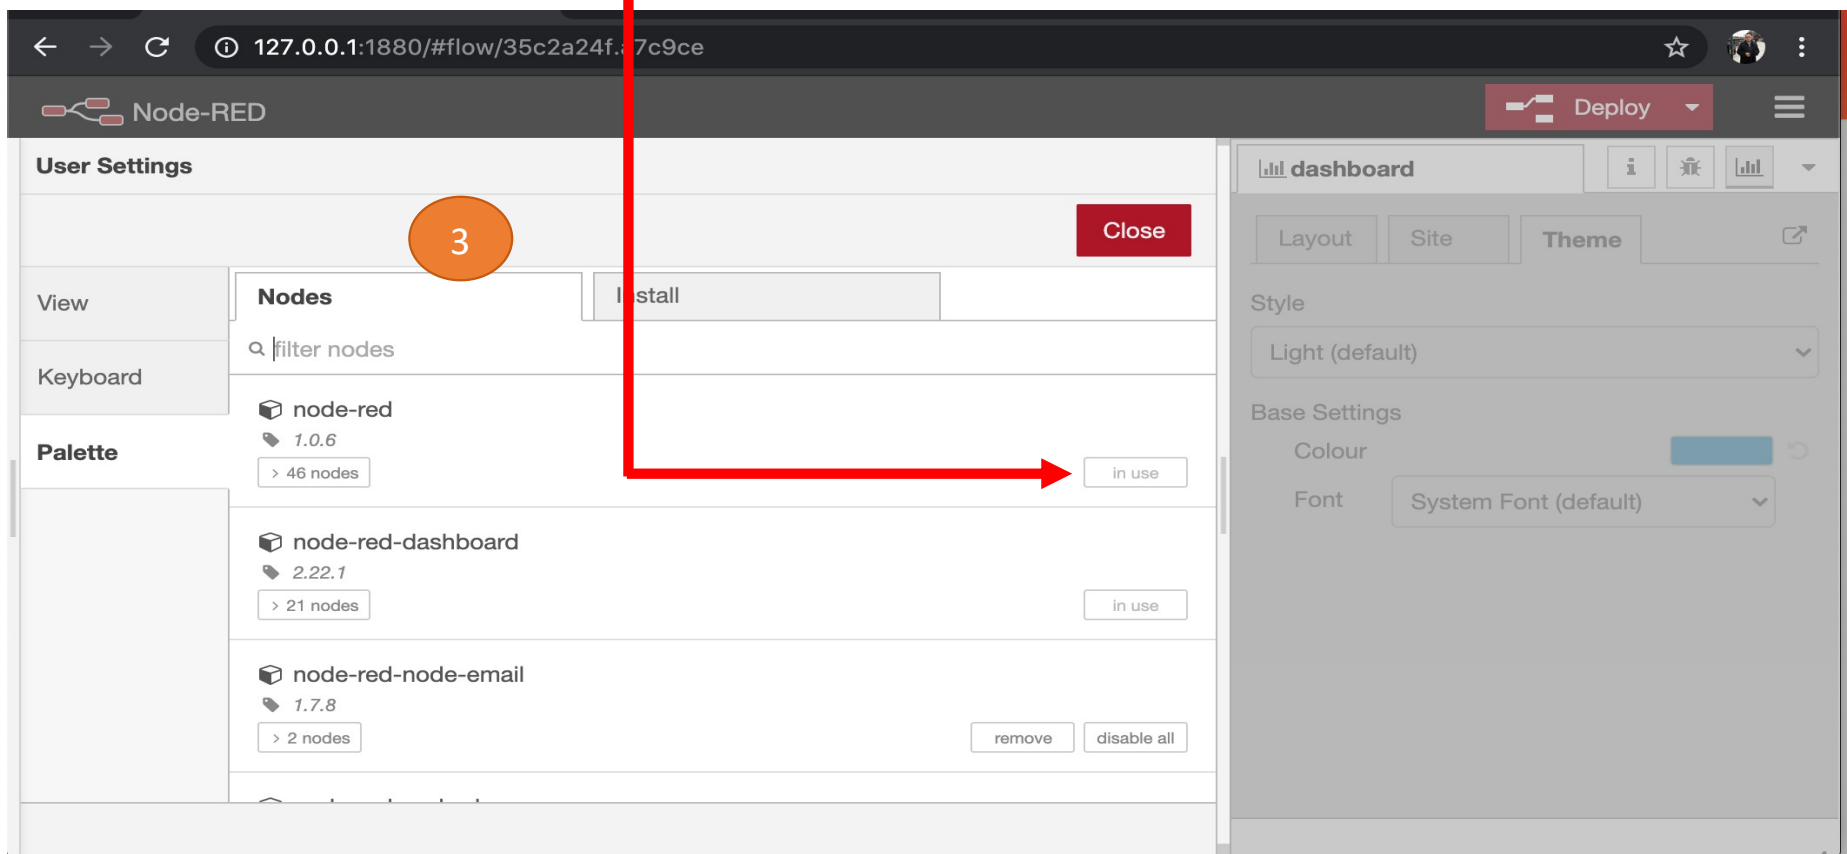 127.0.0.1:1880/#flow/35c2a24f.a7c9ce
Node-RED
Deploy
User Settings
dashboard
i
3
Close
Layout
Site
Theme
View
Nodes
Install
Style
filter nodes
Light (default)
Keyboard
node-red
1.0.6
> 46 nodes
in use
Base Settings
Colour
Palette
Font
System Font (default)
node-red-dashboard
2.22.1
> 21 nodes
in use
node-red-node-email
1.7.8
> 2 nodes
remove
disable all